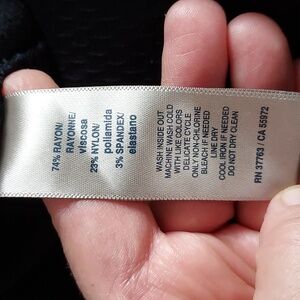 74% RAYON/
RAYONNE/
viscosa
23% NYLON/
poliamida
3% SPANDEX/
elastano
WASH INSIDE OUT
MACHINE WASH COLD
WITH LIKE COLORS
DELICATE CYCLE
ONLY NON-CHLORINE
BLEACH IF NEEDED
LINE DRY
COOL IRON IF NEEDED
DO NOT DRY CLEAN
RN 37763 / CA 55972